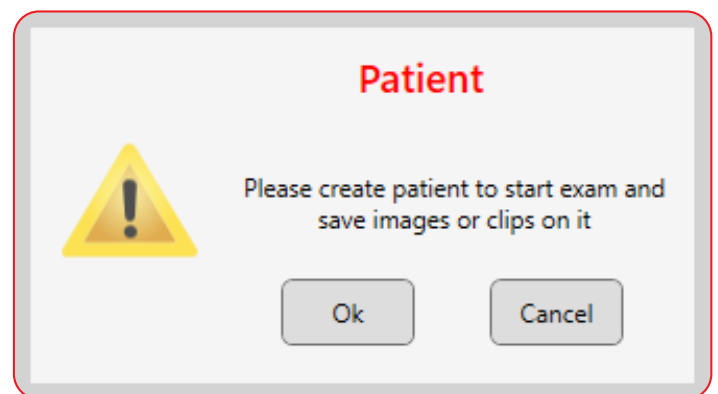 Patient
Please create patient to start exam and
save images or clips on it
Ok
Cancel